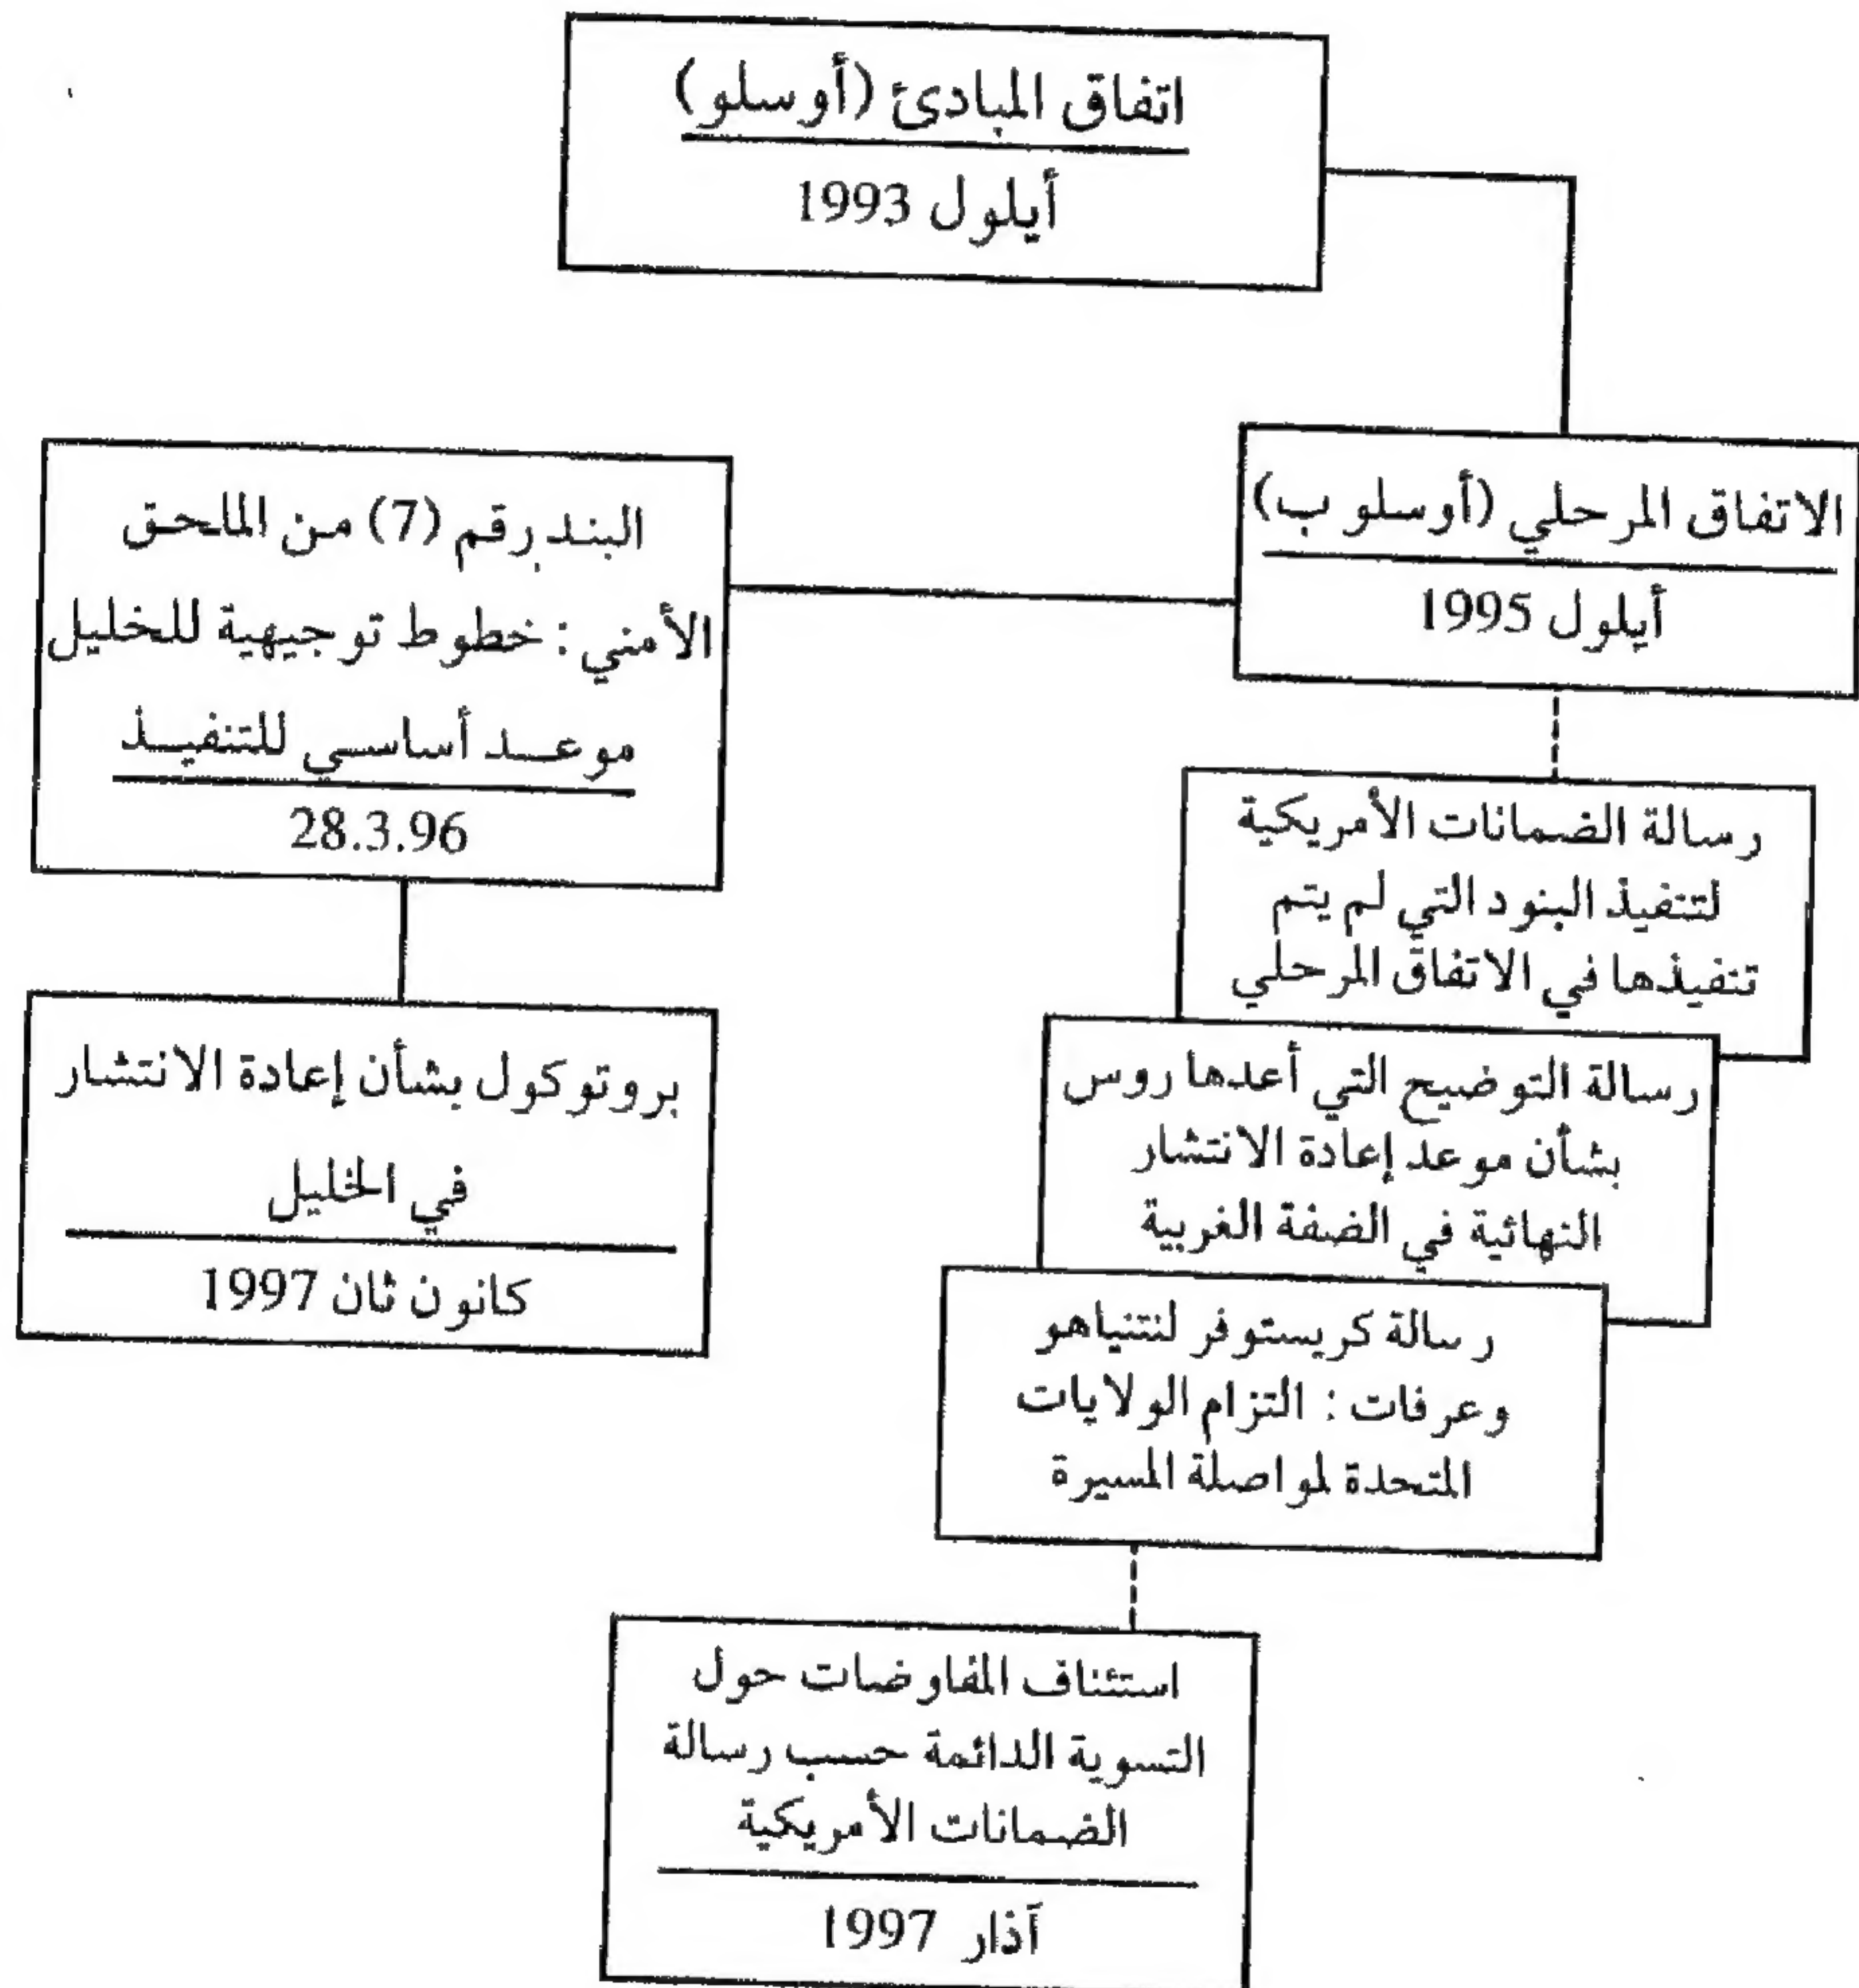 اتفاق المبادئ (أوسلو)
أيلول 1993
الاتفاق المرحلي (أوسلو ب)
أيلول 1995
البند رقم (7) من الملحق
الأمني : خطوط توجيهية للخليل
موعد أساسي للتنفيذ
28.3.96
بروتوكول بشأن إعادة الانتشار
في الخليل
كانون ثان 1997
رسالة الضمانات الأمريكية
لتنفيذ البنود التي لم يتم
تنفيذها في الاتفاق المرحلي
رسالة التوضيح التي أعدها روس
بشأن موعد إعادة الانتشار
النهائية في الضفة الغربية
رسالة كريستوفر لنتنياهو
وعرفات : التزام الولايات
المتحدة لمواصلة المسيرة
استئناف المفاوضات حول
التسوية الدائمة حسب رسالة
الضمانات الأمريكية
آذار 1997